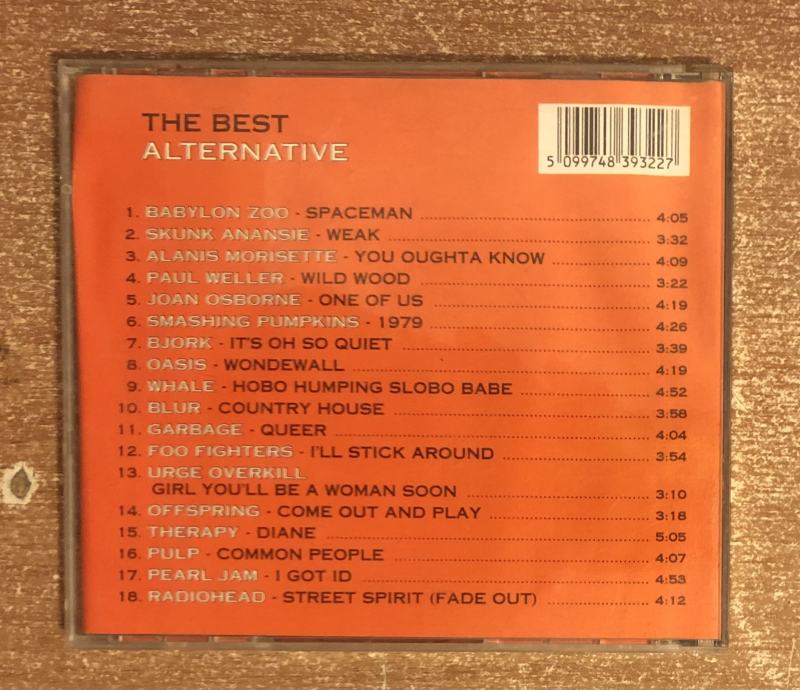 THE BEST
ALTERNATIVE
5 099748 393227
1. BABYLON ZOO - SPACEMAN 4:05
2. SKUNK ANANSIE - WEAK 3:32
3. ALANIS MORISETTE - YOU OUGHTA KNOW 4:09
4. PAUL WELLER - WILD WOOD 3:22
5. JOAN OSBORNE - ONE OF US 4:19
6. SMASHING PUMPKINS - 1979 4:26
7. BJORK - IT'S OH SO QUIET 3:39
8. OASIS - WONDEWALL 4:19
9. WHALE - HOBO HUMPING SLOBO BABE 4:52
10. BLUR - COUNTRY HOUSE 3:58
11. GARBAGE - QUEER 4:04
12. FOO FIGHTERS - I'LL STICK AROUND 3:54
13. URGE OVERKILL
GIRL YOU'LL BE A WOMAN SOON 3:10
14. OFFSPRING - COME OUT AND PLAY 3:18
15. THERAPY - DIANE 5:05
16. PULP - COMMON PEOPLE 4:07
17. PEARL JAM - I GOT ID 4:53
18. RADIOHEAD - STREET SPIRIT (FADE OUT) 4:12